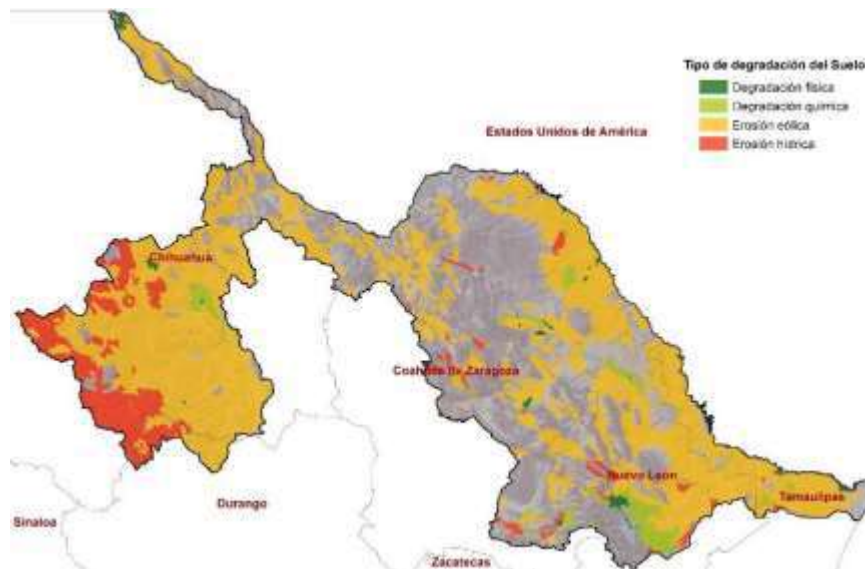 Tipo de degradación del Suelo
Degradación física
Degradación química
Erosión eólica
Erosión hídrica
Estados Unidos de América
Chihuahua
Coahuila de Zaragoza
Nuevo León
Tamaulipas
Durango
Sinaloa
Zacatecas